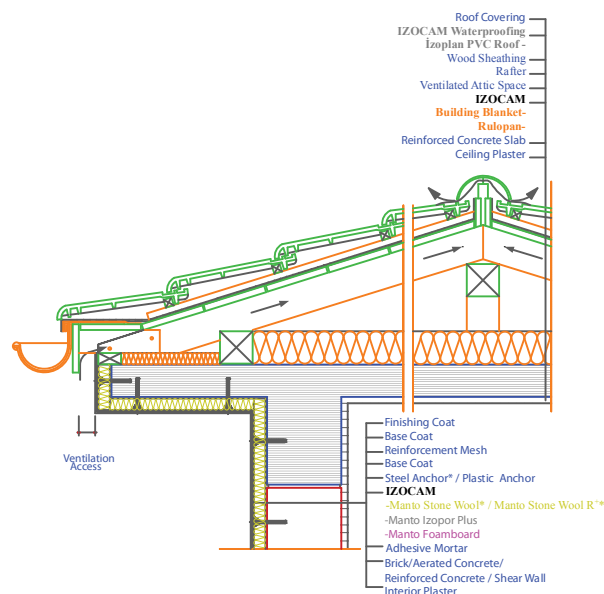 Roof Covering
IZOCAM Waterproofing
İzoplan PVC Roof -
Wood Sheathing
Rafter
Ventilated Attic Space
IZOCAM
Building Blanket-
Rulopan-
Reinforced Concrete Slab
Ceiling Plaster
Ventilation
Access
Finishing Coat
Base Coat
Reinforcement Mesh
Base Coat
Steel Anchor* / Plastic Anchor
IZOCAM
-Manto Stone Wool* / Manto Stone Wool R⁺*
-Manto Izopor Plus
-Manto Foamboard
Adhesive Mortar
Brick/Aerated Concrete/
Reinforced Concrete / Shear Wall
Interior Plaster